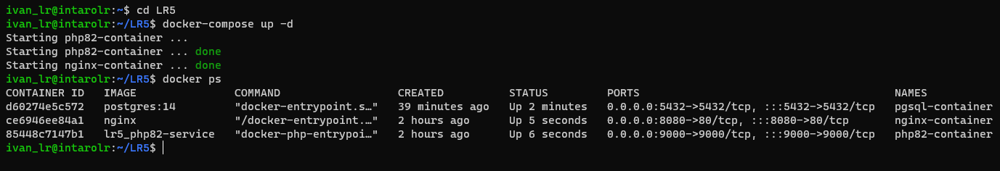 ivan_lr@intarolr:~$ cd LR5
ivan_lr@intarolr:~/LR5$ docker-compose up -d
Starting php82-container ...
Starting php82-container ... done
Starting nginx-container ... done
ivan_lr@intarolr:~/LR5$ docker ps
CONTAINER ID   IMAGE                  COMMAND                  CREATED          STATUS         PORTS                                       NAMES
d60274e5c572   postgres:14            "docker-entrypoint.s…"   39 minutes ago   Up 2 minutes   0.0.0.0:5432->5432/tcp, :::5432->5432/tcp   pgsql-container
ce6946ee84a1   nginx                  "/docker-entrypoint.…"   2 hours ago      Up 5 seconds   0.0.0.0:8080->80/tcp, :::8080->80/tcp       nginx-container
85448c7147b1   lr5_php82-service      "docker-php-entrypoi…"   2 hours ago      Up 6 seconds   0.0.0.0:9000->9000/tcp, :::9000->9000/tcp   php82-container
ivan_lr@intarolr:~/LR5$